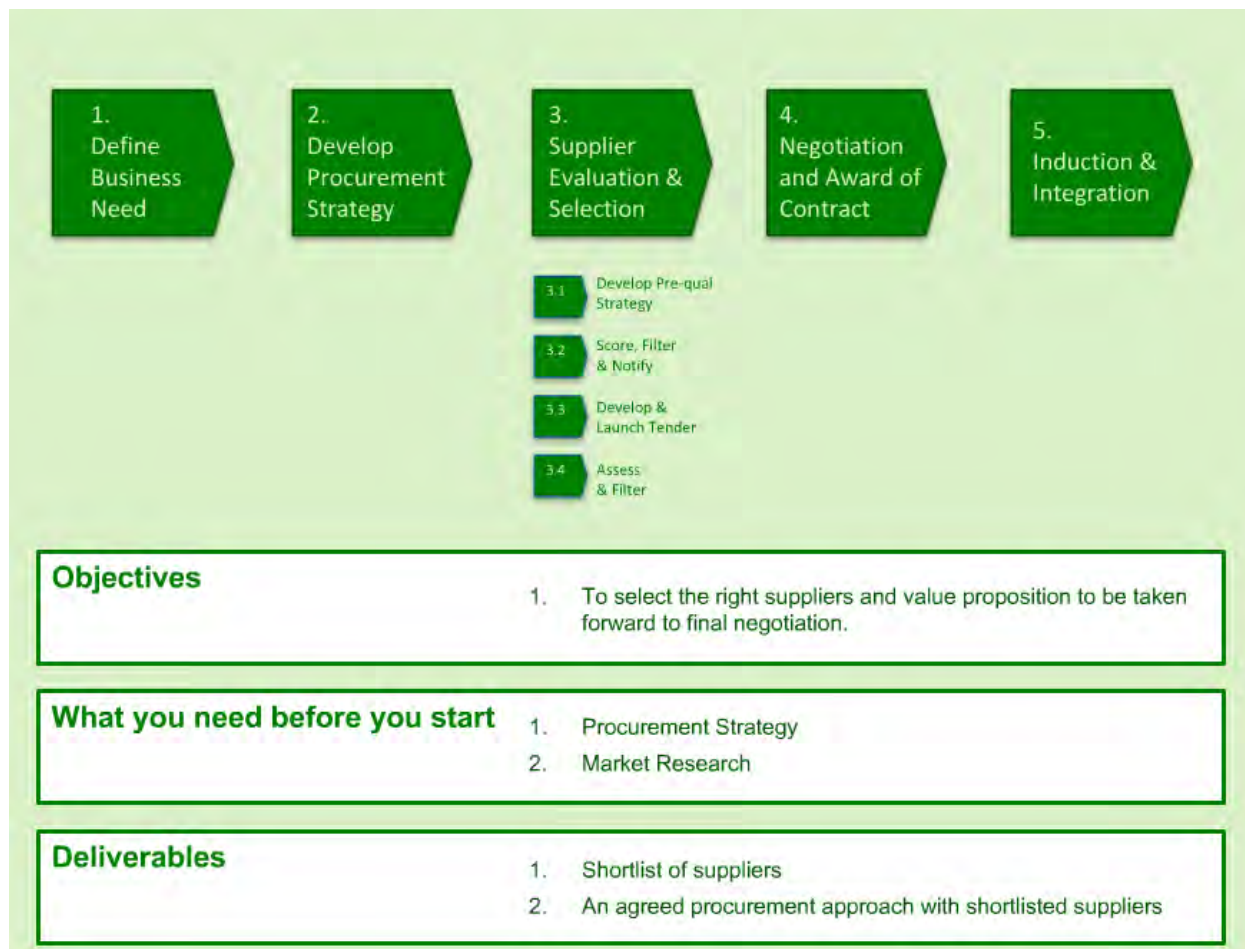 1.
Define
Business
Need
2.
Develop
Procurement
Strategy
3.
Supplier
Evaluation &
Selection
4.
Negotiation
and Award of
Contract
5.
Induction &
Integration
3.1
Develop Pre-qual
Strategy
3.2
Score, Filter
& Notify
3.3
Develop &
Launch Tender
3.4
Assess
& Filter
Objectives
1. To select the right suppliers and value proposition to be taken
forward to final negotiation.
What you need before you start
1. Procurement Strategy
2. Market Research
Deliverables
1. Shortlist of suppliers
2. An agreed procurement approach with shortlisted suppliers